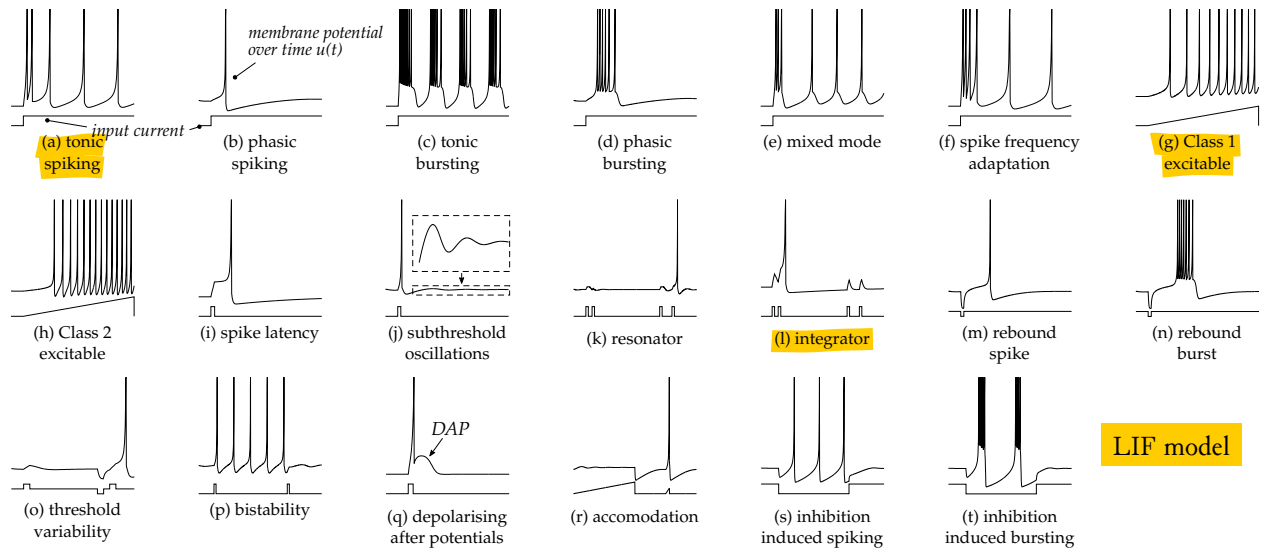 membrane potential
over time u(t)
input current
(a) tonic
spiking
(b) phasic
spiking
(c) tonic
bursting
(d) phasic
bursting
(e) mixed mode
(f) spike frequency
adaptation
(g) Class 1
excitable
(h) Class 2
excitable
(i) spike latency
(j) subthreshold
oscillations
(k) resonator
(l) integrator
(m) rebound
spike
(n) rebound
burst
(o) threshold
variability
(p) bistability
DAP
(q) depolarising
after potentials
(r) accomodation
(s) inhibition
induced spiking
(t) inhibition
induced bursting
LIF model